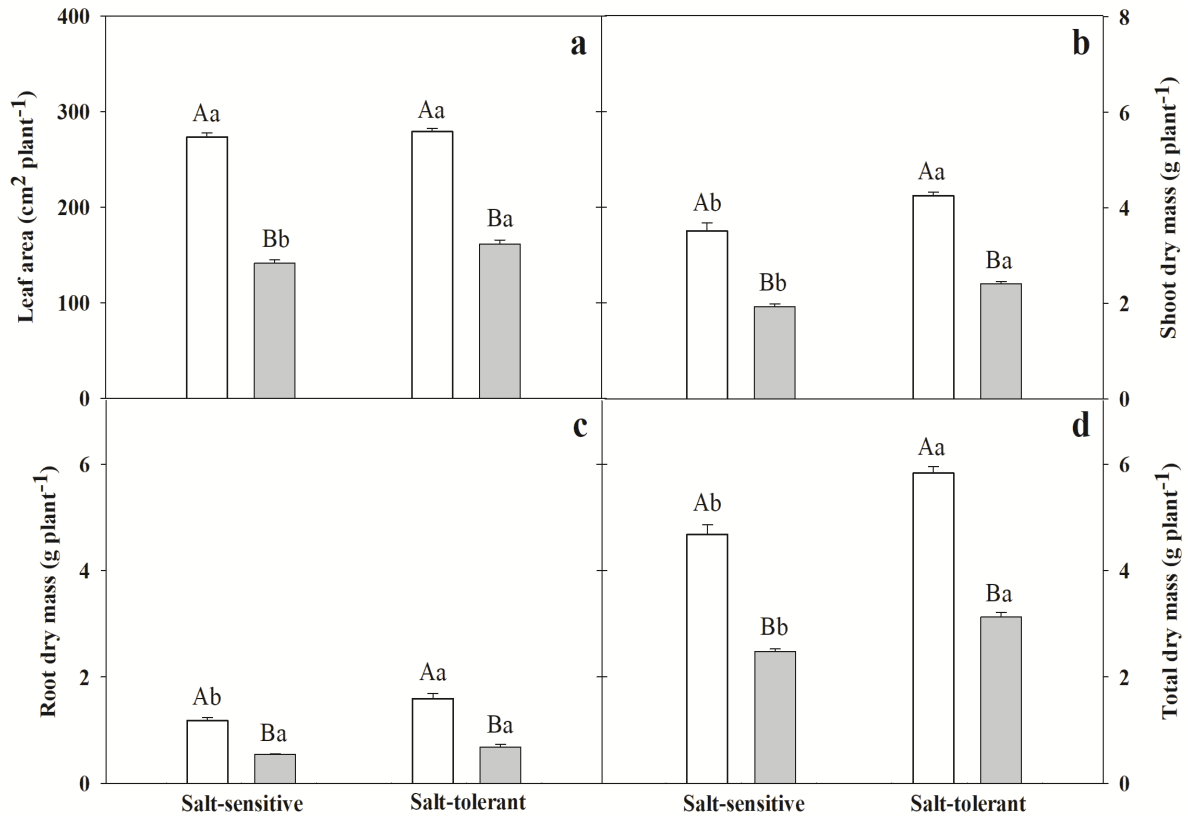 400
300
200
100
0
Leaf area (cm² plant⁻¹)
a
Aa
Bb
Aa
Ba
b
Ab
Bb
Aa
Ba
8
6
4
2
0
Shoot dry mass (g plant⁻¹)
6
4
2
0
Root dry mass (g plant⁻¹)
c
Ab
Ba
Aa
Ba
Salt-sensitive
Salt-tolerant
d
Ab
Bb
Aa
Ba
Salt-sensitive
Salt-tolerant
6
4
2
0
Total dry mass (g plant⁻¹)